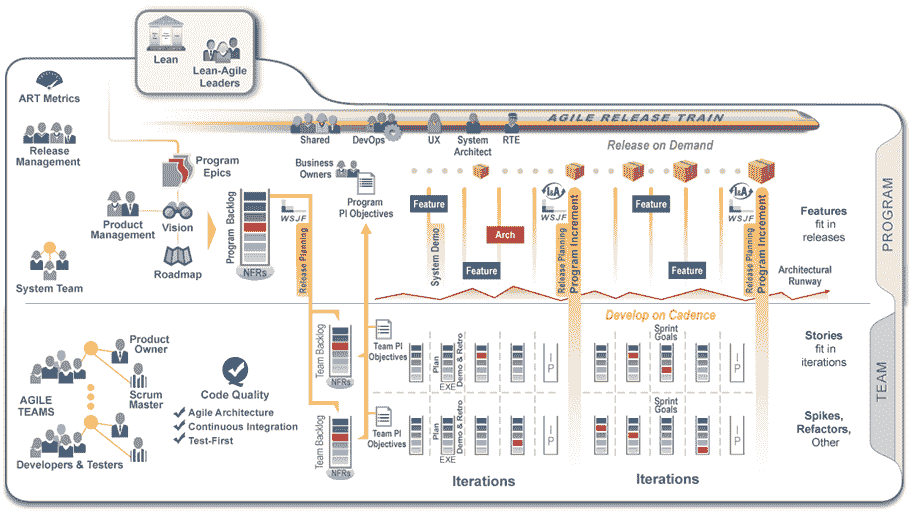 Lean
Lean-Agile
Leaders
ART Metrics
Release
Management
Program
Epics
Product
Management
Vision
Roadmap
System Team
Program Backlog
NFRs
WSJF
Release Planning
Shared
DevOps
UX
System
Architect
RTE
AGILE RELEASE TRAIN
Release on Demand
Business
Owners
Program
PI Objectives
Feature
System Demo
Feature
Arch
I&A
WSJF
Release Planning
Program Increment
Feature
Feature
I&A
WSJF
Release Planning
Program Increment
Features
fit in
releases
Architectural
Runway
PROGRAM
Develop on Cadence
AGILE
TEAMS
Product
Owner
Scrum
Master
Developers & Testers
Code Quality
Agile Architecture
Continuous Integration
Test-First
Team Backlog
NFRs
Team PI
Objectives
Plan
EXE
Demo & Retro
I
P
Sprint
Goals
I
P
Stories
fit in
iterations
Team Backlog
NFRs
Team PI
Objectives
Plan
EXE
Demo & Retro
I
P
Sprint
Goals
I
P
Spikes,
Refactors,
Other
Iterations
Iterations
TEAM